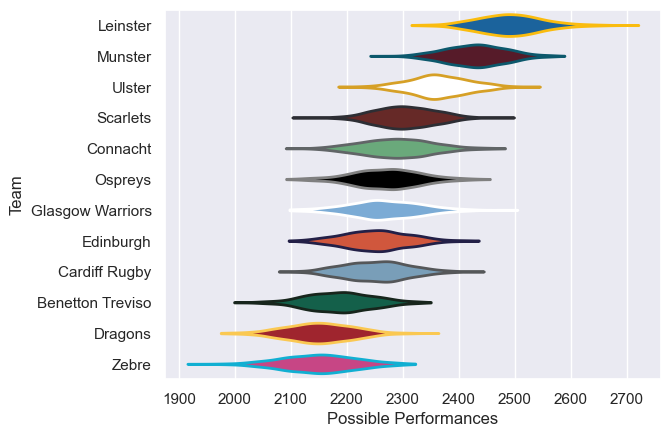 Leinster
Munster
Ulster
Scarlets
Connacht
Ospreys
Glasgow Warriors
Edinburgh
Cardiff Rugby
Benetton Treviso
Dragons
Zebre
Team
1900 2000 2100 2200 2300 2400 2500 2600 2700
Possible Performances